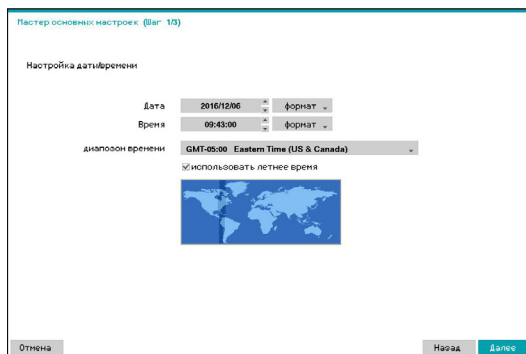 Мастер основных настроек (Шаг 1/3)
Настройка даты/времени
Дата 2016/12/06 формат
Время 09:43:00 формат
диапозон времени GMT-05:00 Eastern Time (US & Canada)
использовать летнее время
Отмена Назад Далее